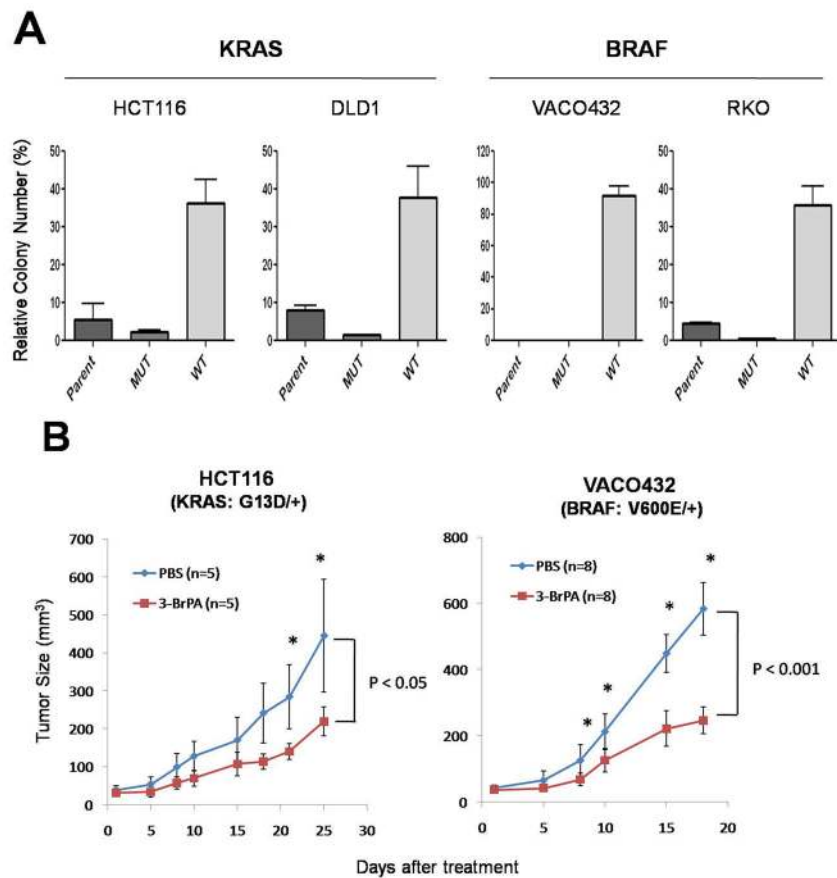 A
KRAS
BRAF
HCT116
DLD1
VACO432
RKO
Relative Colony Number (%)
50
40
30
20
10
0
Parent
MUT
WT
50
40
30
20
10
0
Parent
MUT
WT
120
100
80
60
40
20
0
Parent
MUT
WT
50
40
30
20
10
0
Parent
MUT
WT
B
HCT116
(KRAS: G13D/+)
Tumor Size (mm³)
700
600
500
400
300
200
100
0
PBS (n=5)
3-BrPA (n=5)
*
*
P < 0.05
0
5
10
15
20
25
30
VACO432
(BRAF: V600E/+)
800
600
400
200
0
PBS (n=8)
3-BrPA (n=8)
*
*
*
*
P < 0.001
0
5
10
15
20
Days after treatment